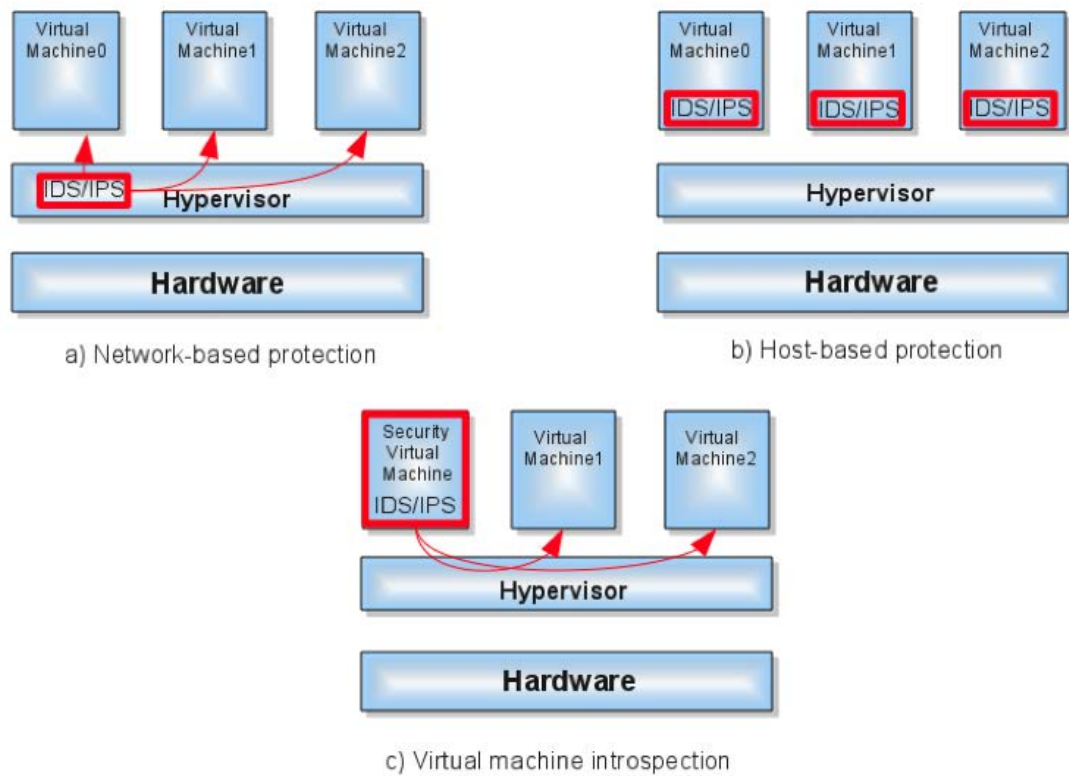 Virtual
Machine0
Virtual
Machine1
Virtual
Machine2
IDS/IPS
Hypervisor
Hardware
a) Network-based protection
Virtual
Machine0
IDS/IPS
Virtual
Machine1
IDS/IPS
Virtual
Machine2
IDS/IPS
Hypervisor
Hardware
b) Host-based protection
Security
Virtual
Machine
IDS/IPS
Virtual
Machine1
Virtual
Machine2
Hypervisor
Hardware
c) Virtual machine introspection